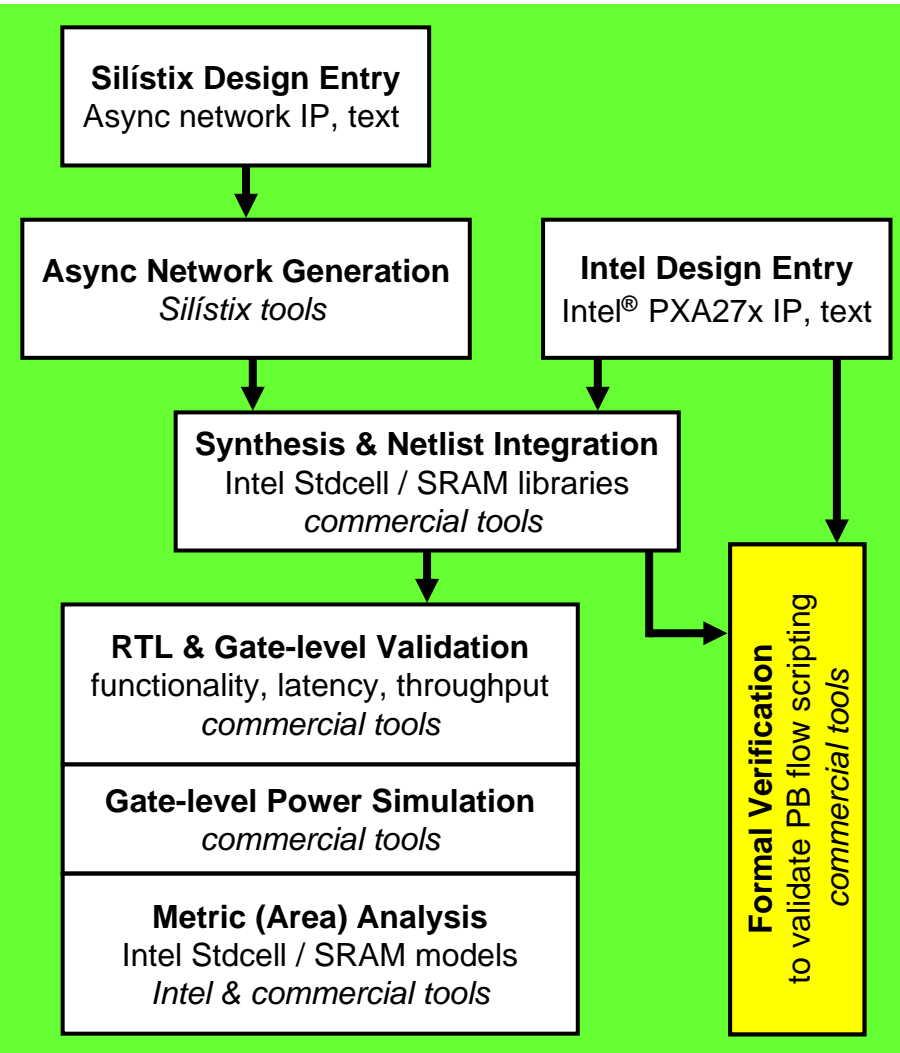 Silístix Design Entry
Async network IP, text
Async Network Generation
Silístix tools
Intel Design Entry
Intel® PXA27x IP, text
Synthesis & Netlist Integration
Intel Stdcell / SRAM libraries
commercial tools
RTL & Gate-level Validation
functionality, latency, throughput
commercial tools
Gate-level Power Simulation
commercial tools
Metric (Area) Analysis
Intel Stdcell / SRAM models
Intel & commercial tools
Formal Verification
to validate PB flow scripting
commercial tools